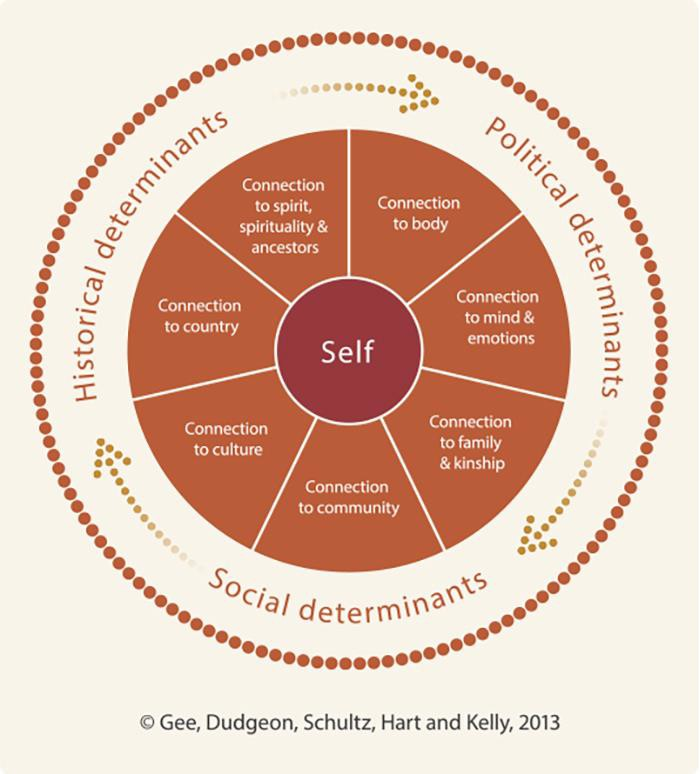 Historical determinants
Political determinants
Connection
to spirit,
spirituality &
ancestors
Connection
to body
Connection
to country
Connection
to mind &
emotions
Self
Connection
to culture
Connection
to family
& kinship
Connection
to community
Social determinants
© Gee, Dudgeon, Schultz, Hart and Kelly, 2013